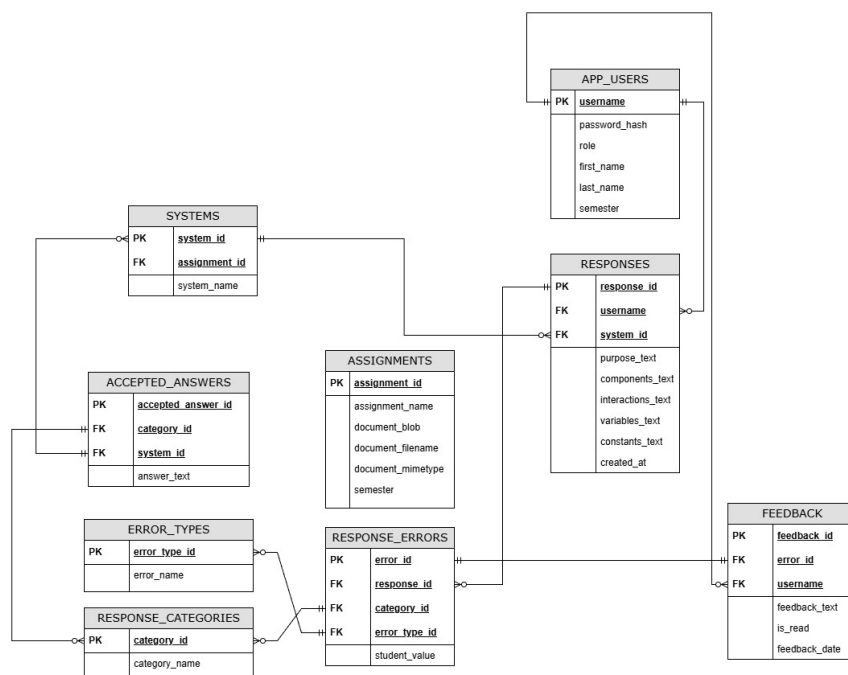 APP_USERS
PK username
password_hash
role
first_name
last_name
semester
SYSTEMS
PK system_id
FK assignment_id
system_name
RESPONSES
PK response_id
FK username
FK system_id
purpose_text
components_text
interactions_text
variables_text
constants_text
created_at
ASSIGNMENTS
PK assignment_id
assignment_name
document_blob
document_filename
document_mimetype
semester
ACCEPTED_ANSWERS
PK accepted_answer_id
FK category_id
FK system_id
answer_text
FEEDBACK
PK feedback_id
FK error_id
FK username
feedback_text
is_read
feedback_date
ERROR_TYPES
PK error_type_id
error_name
RESPONSE_ERRORS
PK error_id
FK response_id
FK category_id
FK error_type_id
student_value
RESPONSE_CATEGORIES
PK category_id
category_name